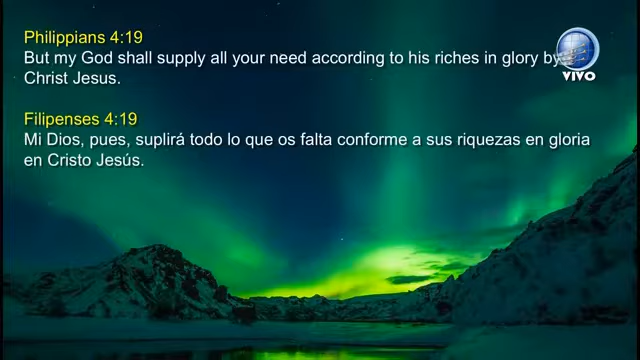 Philippians 4:19
But my God shall supply all your need according to his riches in glory by
Christ Jesus.
Filipenses 4:19
Mi Dios, pues, suplirá todo lo que os falta conforme a sus riquezas en gloria
en Cristo Jesús.
VIVO